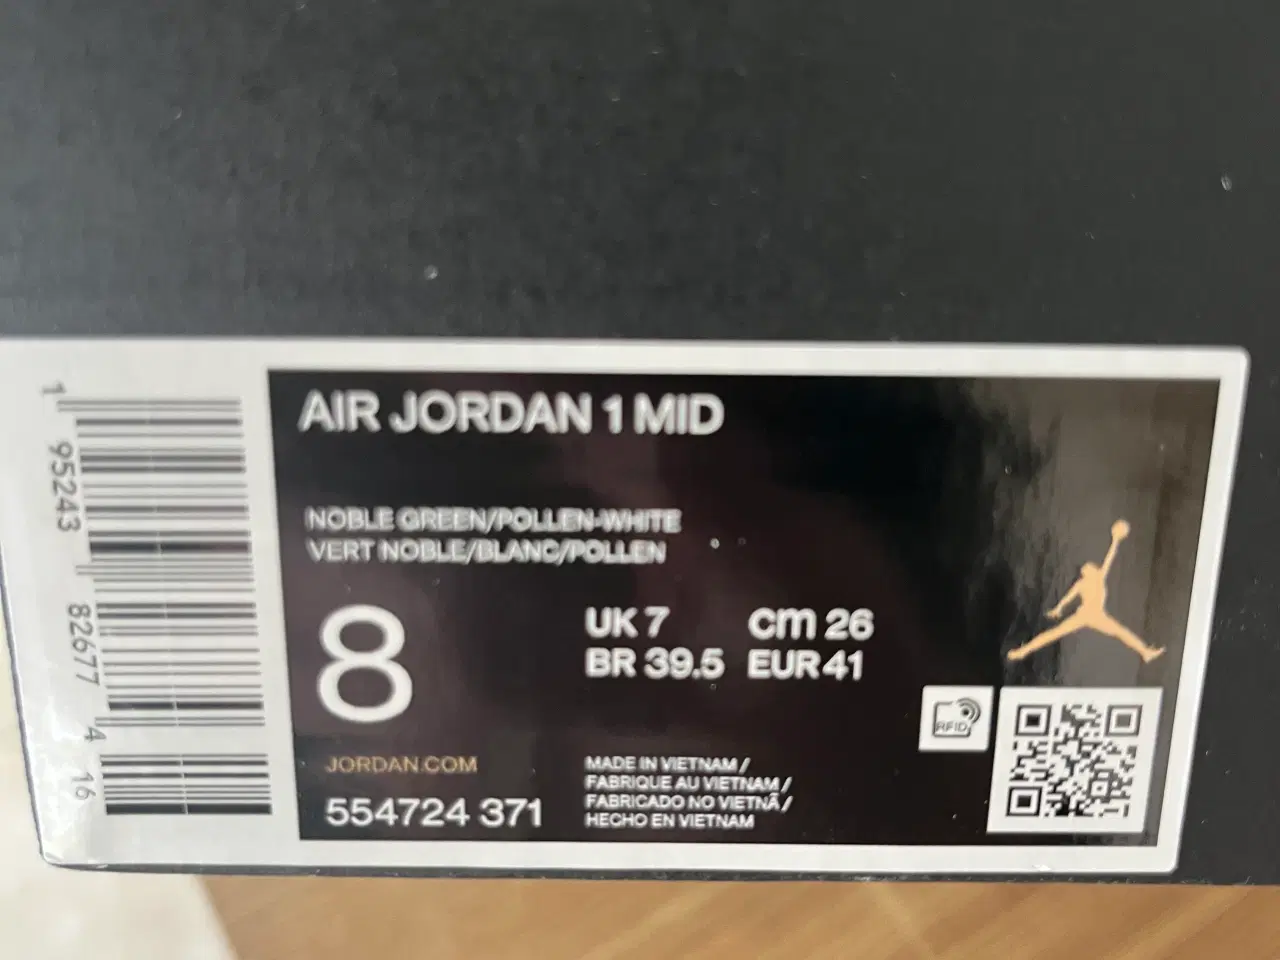 AIR JORDAN 1 MID
NOBLE GREEN/POLLEN-WHITE
VERT NOBLE/BLANC/POLLEN
8
UK 7 cm 26
BR 39.5 EUR 41
JORDAN.COM
554724 371
MADE IN VIETNAM /
FABRIQUE AU VIETNAM /
FABRICADO NO VIETNÃ /
HECHO EN VIETNAM
RFID
1 95243 82677 4 16